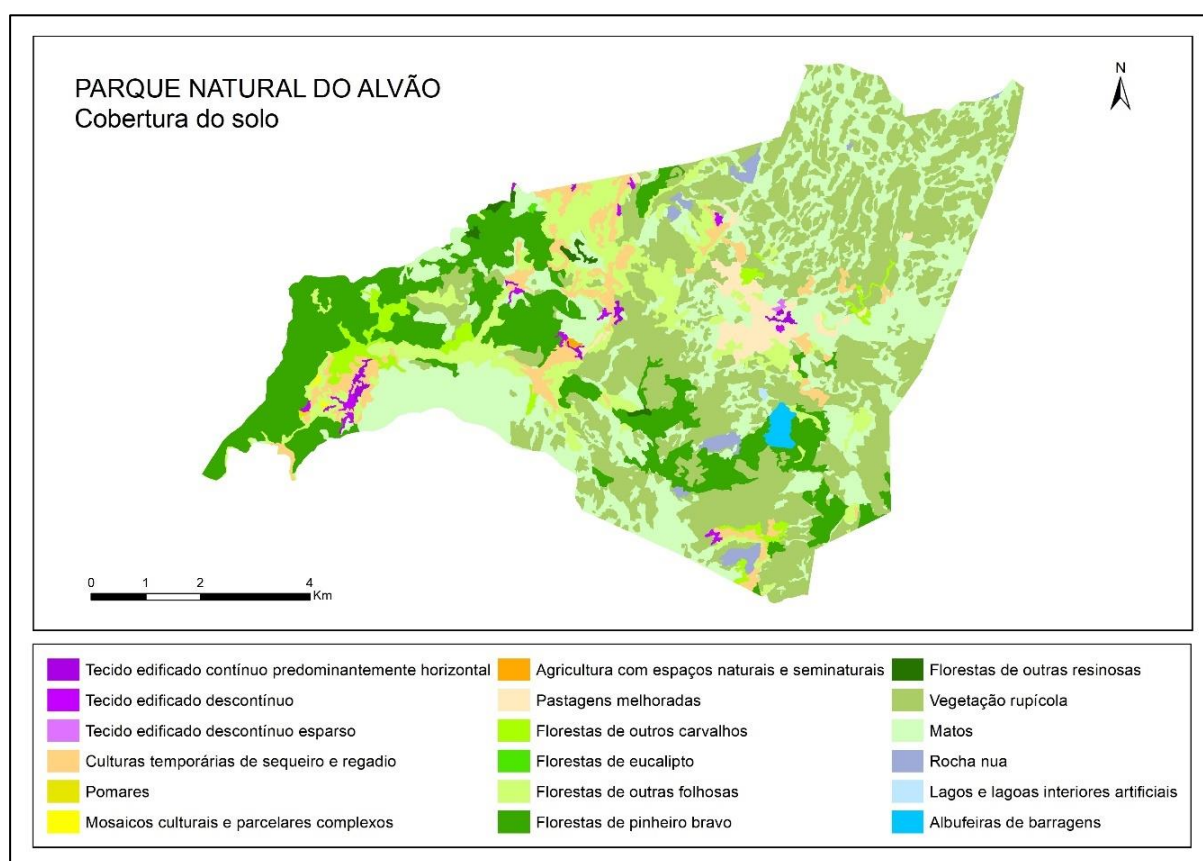 PARQUE NATURAL DO ALVÃO
Cobertura do solo
N
0 1 2 4
Km
Tecido edificado contínuo predominantemente horizontal
Tecido edificado descontínuo
Tecido edificado descontínuo esparso
Culturas temporárias de sequeiro e regadio
Pomares
Mosaicos culturais e parcelares complexos
Agricultura com espaços naturais e seminaturais
Pastagens melhoradas
Florestas de outros carvalhos
Florestas de eucalipto
Florestas de outras folhosas
Florestas de pinheiro bravo
Florestas de outras resinosas
Vegetação rupícola
Matos
Rocha nua
Lagos e lagoas interiores artificiais
Albufeiras de barragens